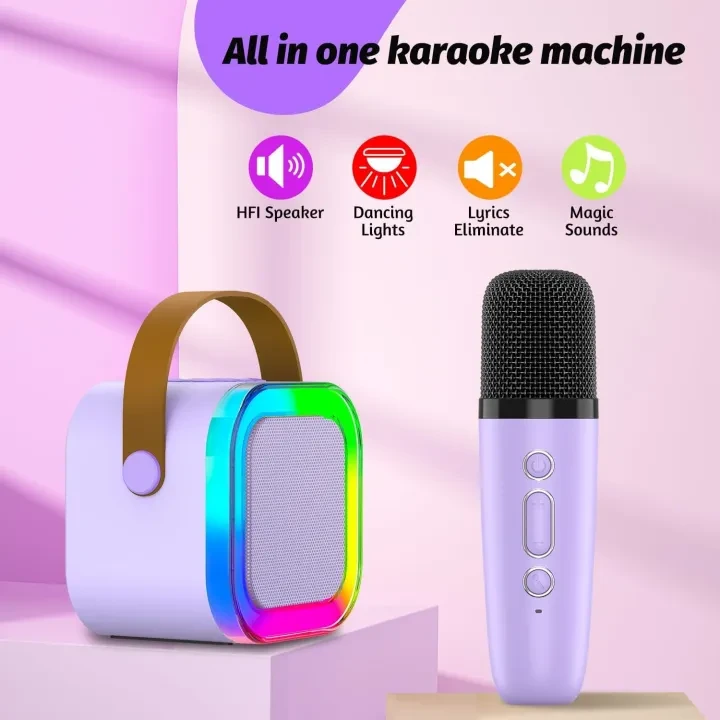 All in one karaoke machine
HFI Speaker
Dancing
Lights
Lyrics
Eliminate
Magic
Sounds